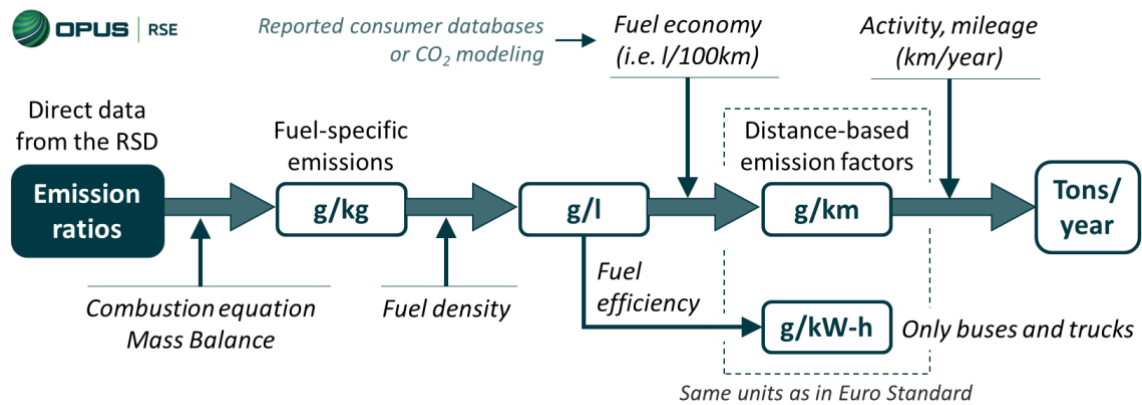 OPUS | RSE
Reported consumer databases
or CO₂ modeling
Fuel economy
(i.e. l/100km)
Activity, mileage
(km/year)
Direct data
from the RSD
Fuel-specific
emissions
Distance-based
emission factors
Emission
ratios
g/kg
g/l
g/km
Tons/
year
Combustion equation
Mass Balance
Fuel density
Fuel
efficiency
g/kW-h
Only buses and trucks
Same units as in Euro Standard